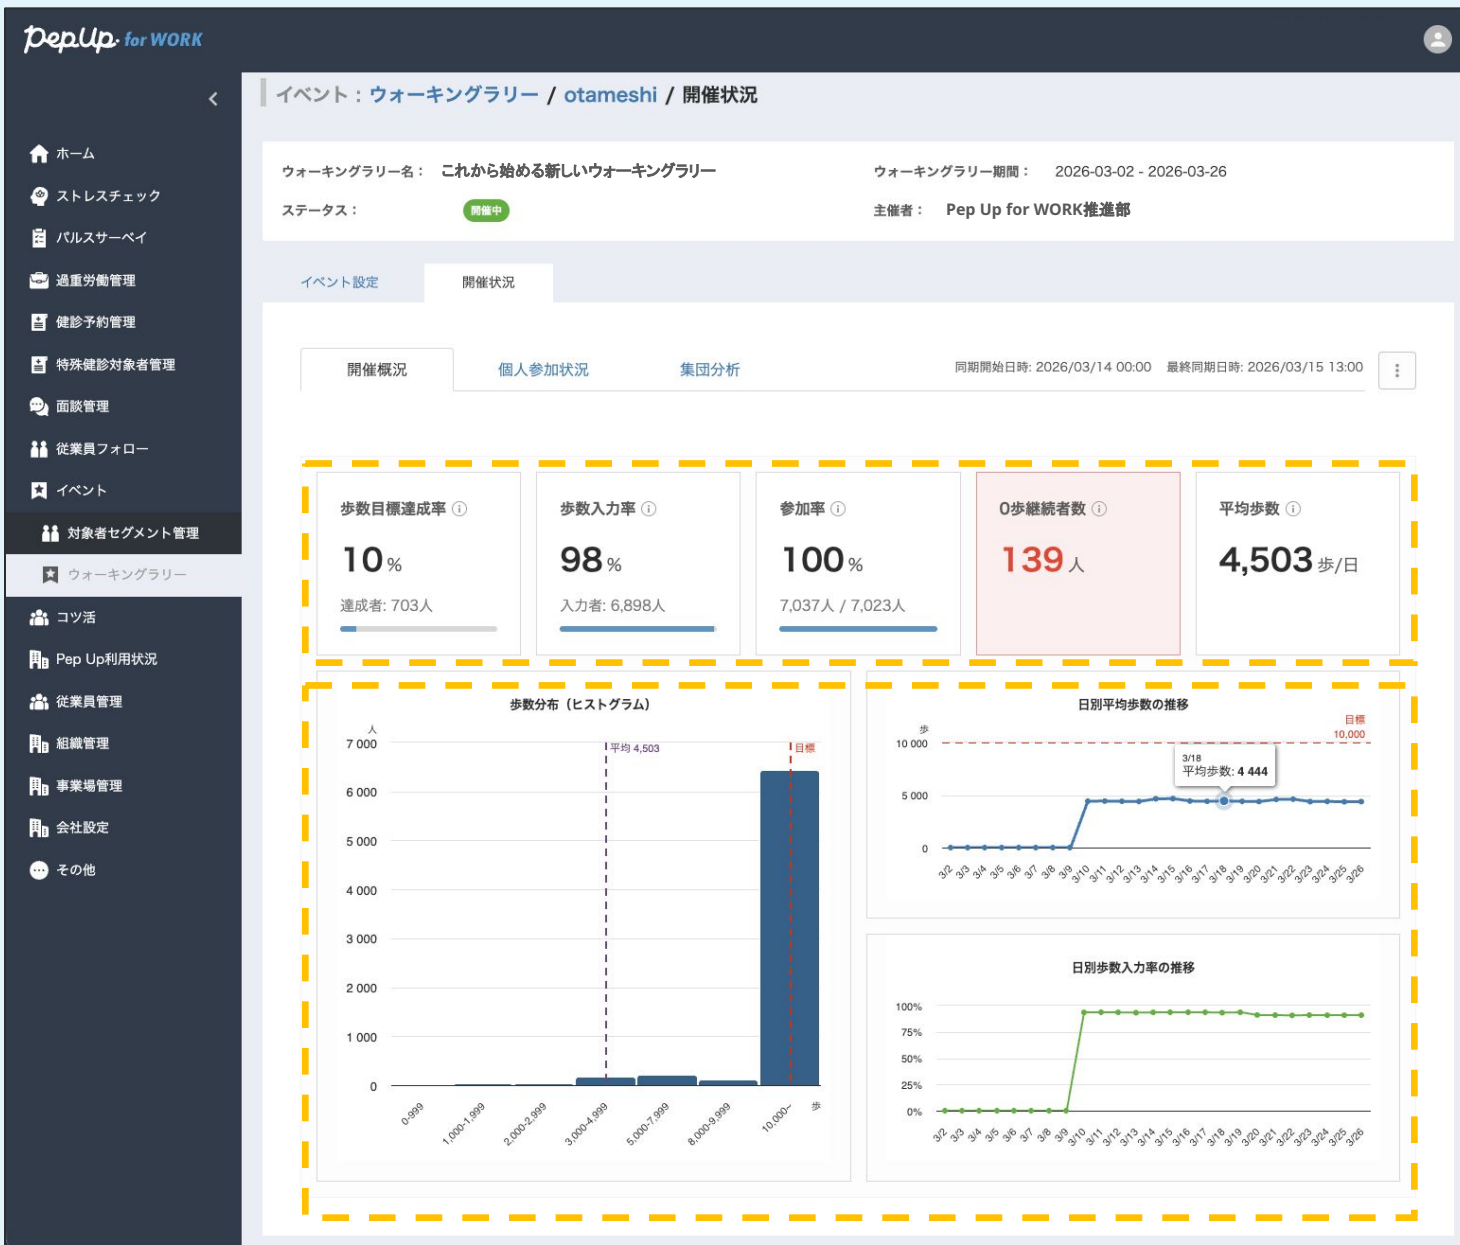 PepUp for WORK
イベント : ウォーキングラリー / otameshi / 開催状況
ホーム
ストレスチェック
パルスサーベイ
過重労働管理
健診予約管理
特殊健診対象者管理
面談管理
従業員フォロー
イベント
対象者セグメント管理
ウォーキングラリー
コツ活
Pep Up利用状況
従業員管理
組織管理
事業場管理
会社設定
その他
ウォーキングラリー名： これから始める新しいウォーキングラリー
ウォーキングラリー期間： 2026-03-02 - 2026-03-26
ステータス： 開催中
主催者： Pep Up for WORK推進部
イベント設定 開催状況
開催概況 個人参加状況 集団分析
同期開始日時: 2026/03/14 00:00 最終同期日時: 2026/03/15 13:00
歩数目標達成率
10%
達成者: 703人
歩数入力率
98%
入力者: 6,898人
参加率
100%
7,037人 / 7,023人
0歩継続者数
139人
平均歩数
4,503 歩/日
歩数分布（ヒストグラム）
人
7 000
6 000
5 000
4 000
3 000
2 000
1 000
0
平均 4,503
目標
0-999 1,000-1,999 2,000-2,999 3,000-4,999 5,000-7,999 8,000-9,999 10,000~ 歩
日別平均歩数の推移
目標
10,000
歩
10 000
5 000
0
3/18
平均歩数: 4 444
3/2 3/3 3/4 3/5 3/6 3/7 3/8 3/9 3/10 3/11 3/12 3/13 3/14 3/15 3/16 3/17 3/18 3/19 3/20 3/21 3/22 3/23 3/24 3/25 3/26
日別歩数入力率の推移
100%
75%
50%
25%
0%
3/2 3/3 3/4 3/5 3/6 3/7 3/8 3/9 3/10 3/11 3/12 3/13 3/14 3/15 3/16 3/17 3/18 3/19 3/20 3/21 3/22 3/23 3/24 3/25 3/26